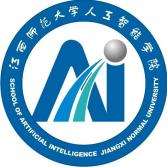 江西师范大学人工智能学院
AI
SCHOOL OF ARTIFICIAL INTELLIGENCE JIANGXI NORMAL UNIVERSITY